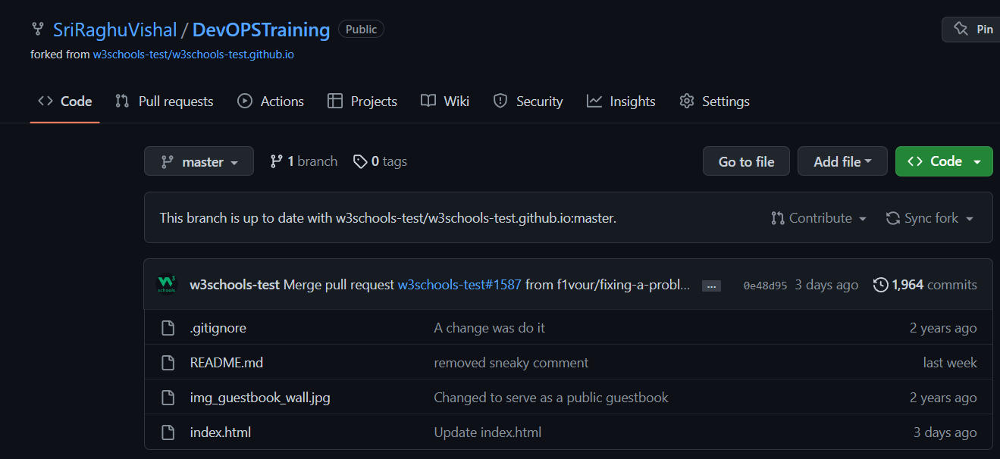 SriRaghuVishal / DevOPSTraining Public Pin
forked from w3schools-test/w3schools-test.github.io
Code Pull requests Actions Projects Wiki Security Insights Settings
master 1 branch 0 tags Go to file Add file Code
This branch is up to date with w3schools-test/w3schools-test.github.io:master. Contribute Sync fork
W3 schools w3schools-test Merge pull request w3schools-test#1587 from f1vour/fixing-a-probl... ... 0e48d95 3 days ago 1,964 commits
.gitignore A change was do it 2 years ago
README.md removed sneaky comment last week
img_guestbook_wall.jpg Changed to serve as a public guestbook 2 years ago
index.html Update index.html 3 days ago